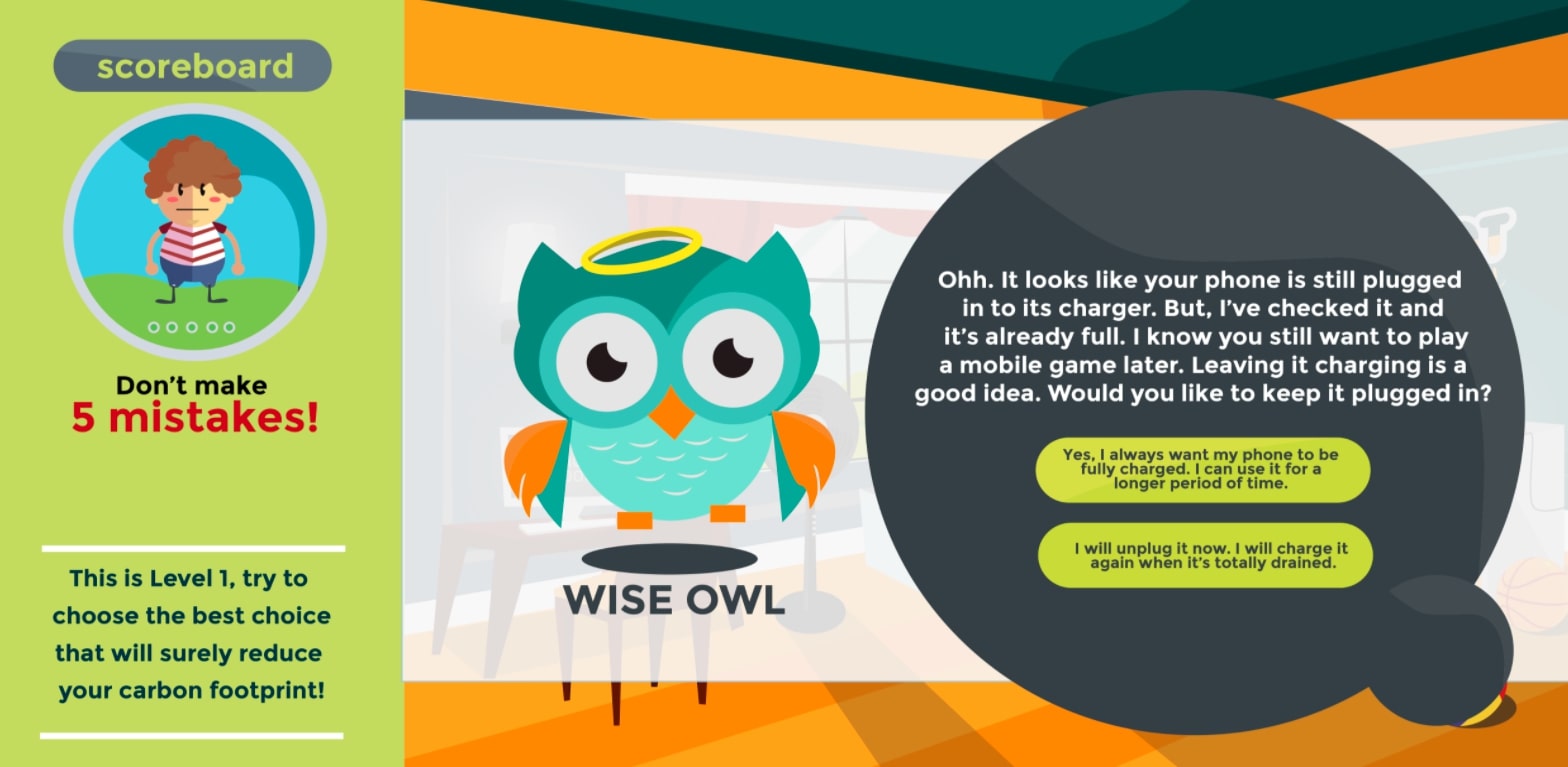 scoreboard
Don't make
5 mistakes!
This is Level 1, try to
choose the best choice
that will surely reduce
your carbon footprint!
WISE OWL
Ohh. It looks like your phone is still plugged
in to its charger. But, I've checked it and
it's already full. I know you still want to play
a mobile game later. Leaving it charging is a
good idea. Would you like to keep it plugged in?
Yes, I always want my phone to be
fully charged. I can use it for a
longer period of time.
I will unplug it now. I will charge it
again when it's totally drained.